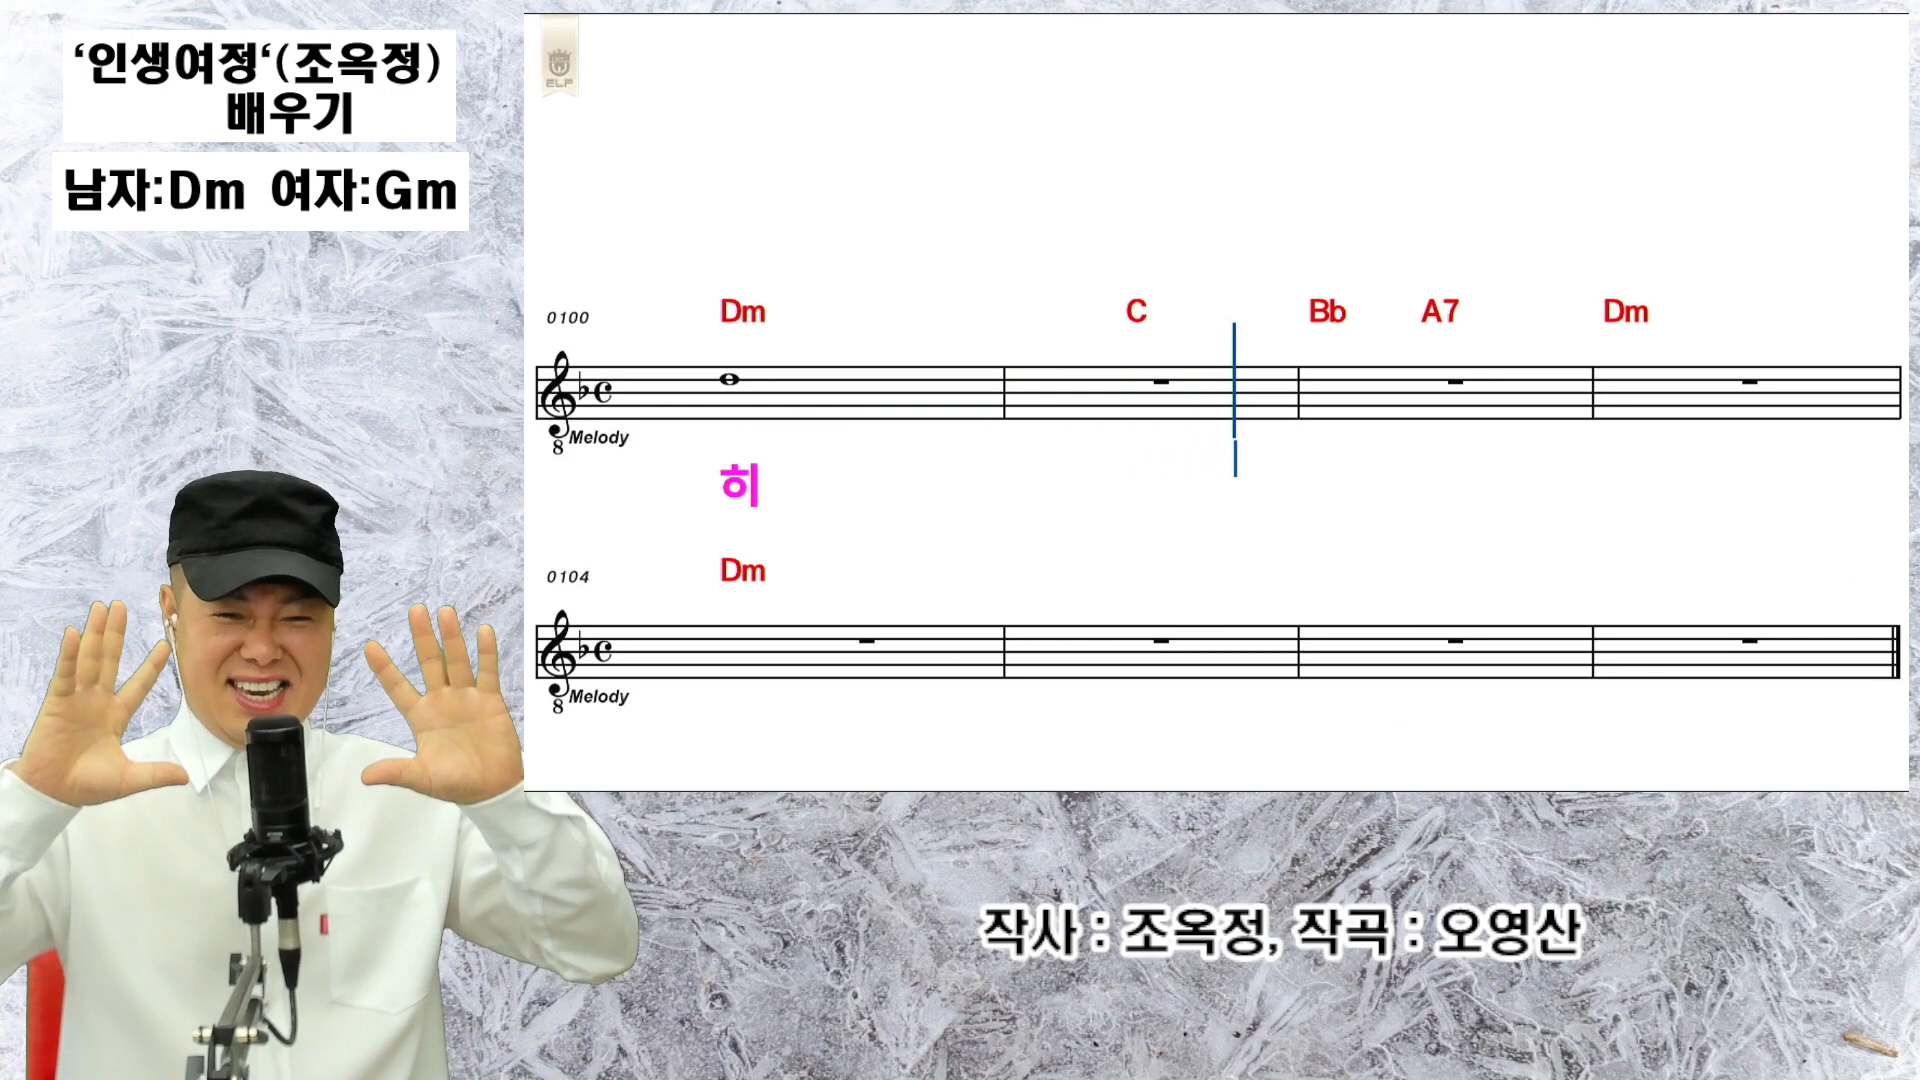 ‘인생여정‘(조옥정)
배우기
남자:Dm 여자:Gm
ELF
0100 Dm C Bb A7 Dm
8 Melody
히
0104 Dm
8 Melody
작사 : 조옥정, 작곡 : 오영산